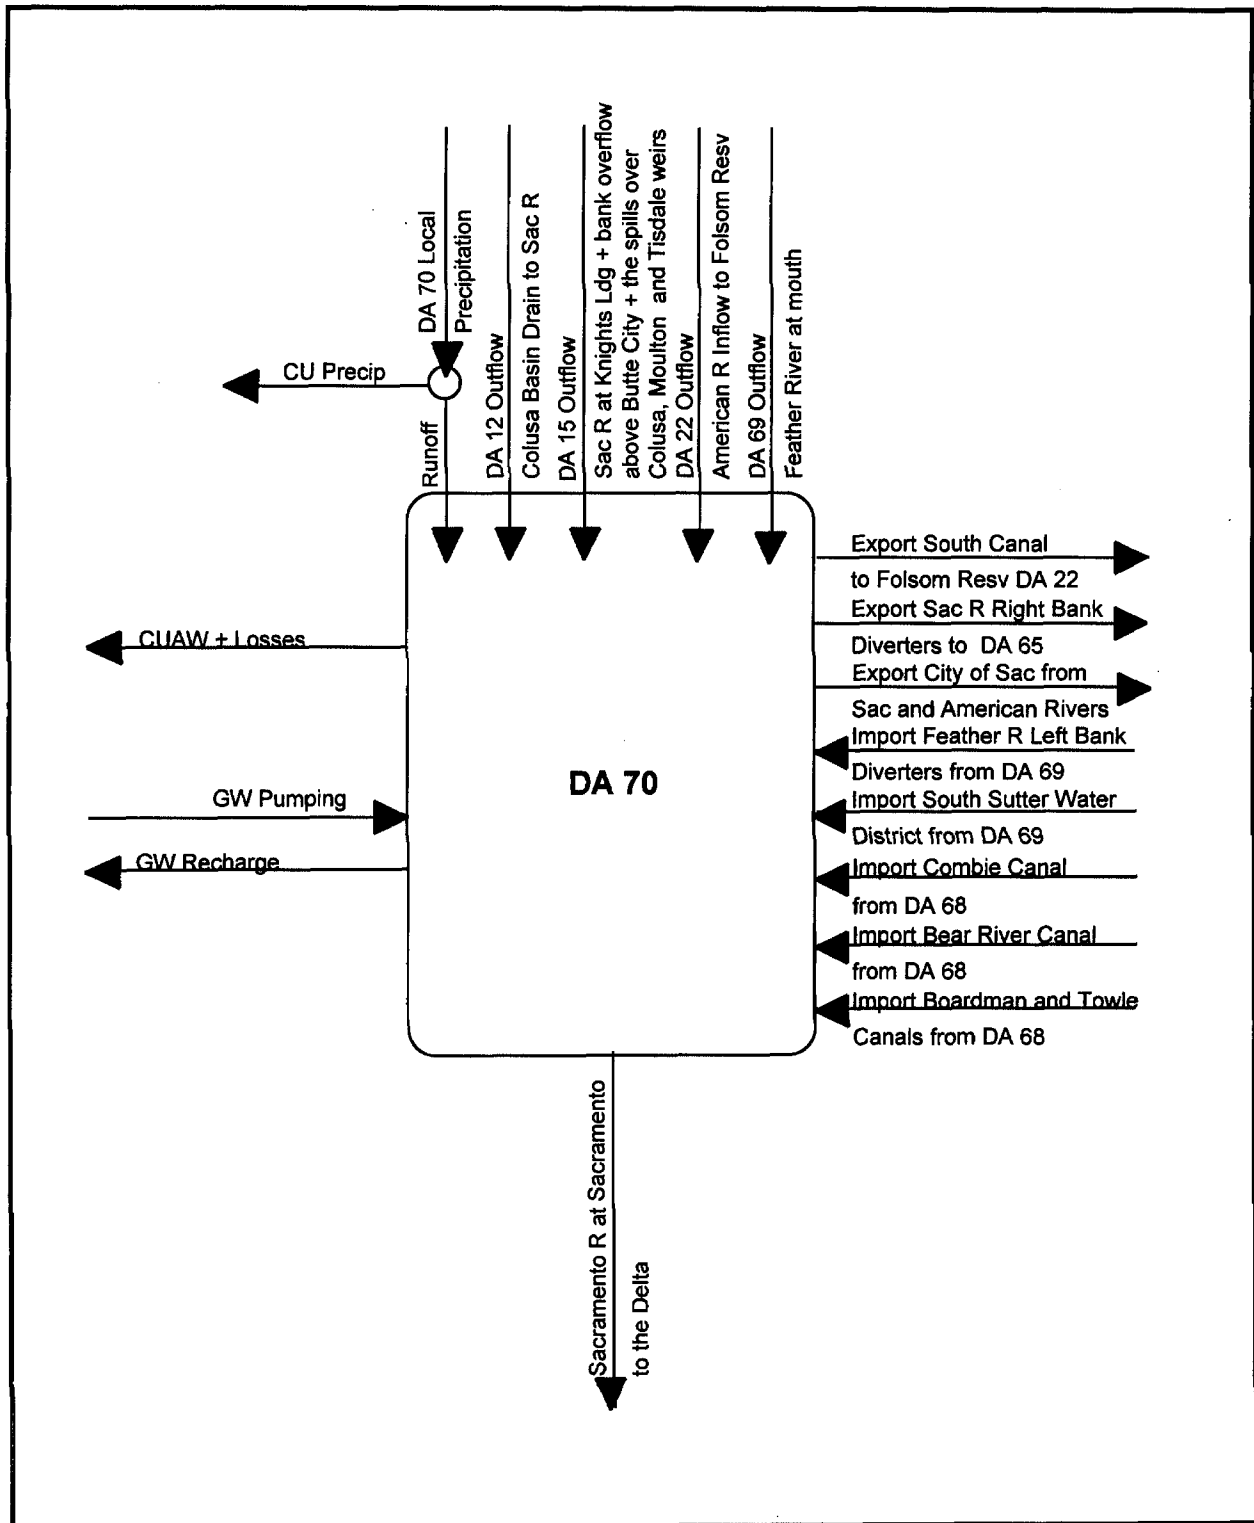 DA 70 Local
Precipitation
CU Precip
Runoff
DA 12 Outflow
Colusa Basin Drain to Sac R
DA 15 Outflow
Sac R at Knights Ldg + bank overflow
above Butte City + the spills over
Colusa, Moulton and Tisdale weirs
DA 22 Outflow
American R Inflow to Folsom Resv
DA 69 Outflow
Feather River at mouth
CUAW + Losses
GW Pumping
GW Recharge
DA 70
Export South Canal
to Folsom Resv DA 22
Export Sac R Right Bank
Diverters to DA 65
Export City of Sac from
Sac and American Rivers
Import Feather R Left Bank
Diverters from DA 69
Import South Sutter Water
District from DA 69
Import Combie Canal
from DA 68
Import Bear River Canal
from DA 68
Import Boardman and Towle
Canals from DA 68
Sacramento R at Sacramento
to the Delta